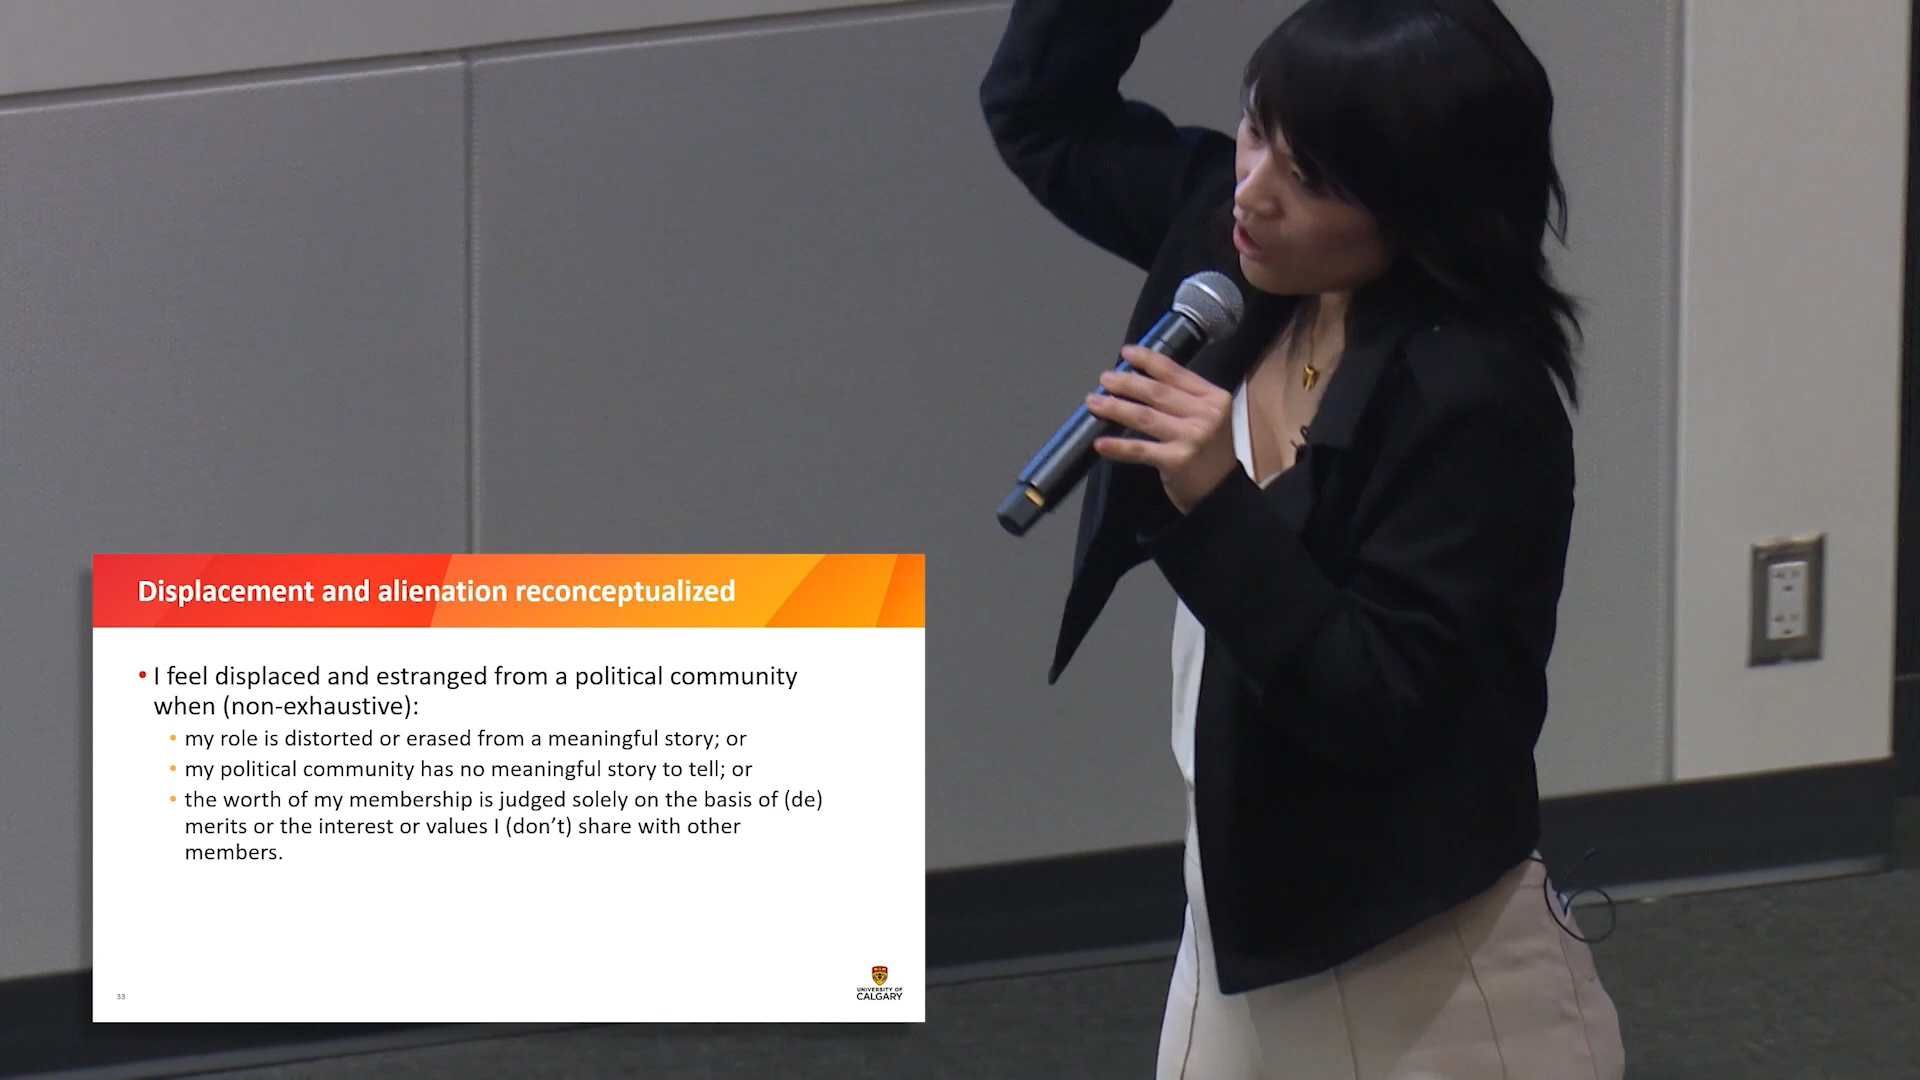 Displacement and alienation reconceptualized
• I feel displaced and estranged from a political community
when (non-exhaustive):
• my role is distorted or erased from a meaningful story; or
• my political community has no meaningful story to tell; or
• the worth of my membership is judged solely on the basis of (de)
merits or the interest or values I (don’t) share with other
members.
33
UNIVERSITY OF
CALGARY